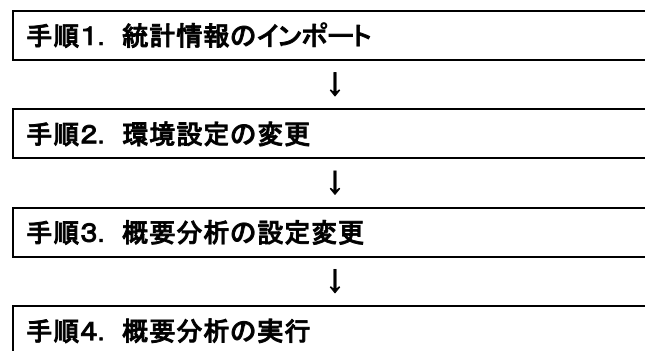 手順1. 統計情報のインポート
↓
手順2. 環境設定の変更
↓
手順3. 概要分析の設定変更
↓
手順4. 概要分析の実行